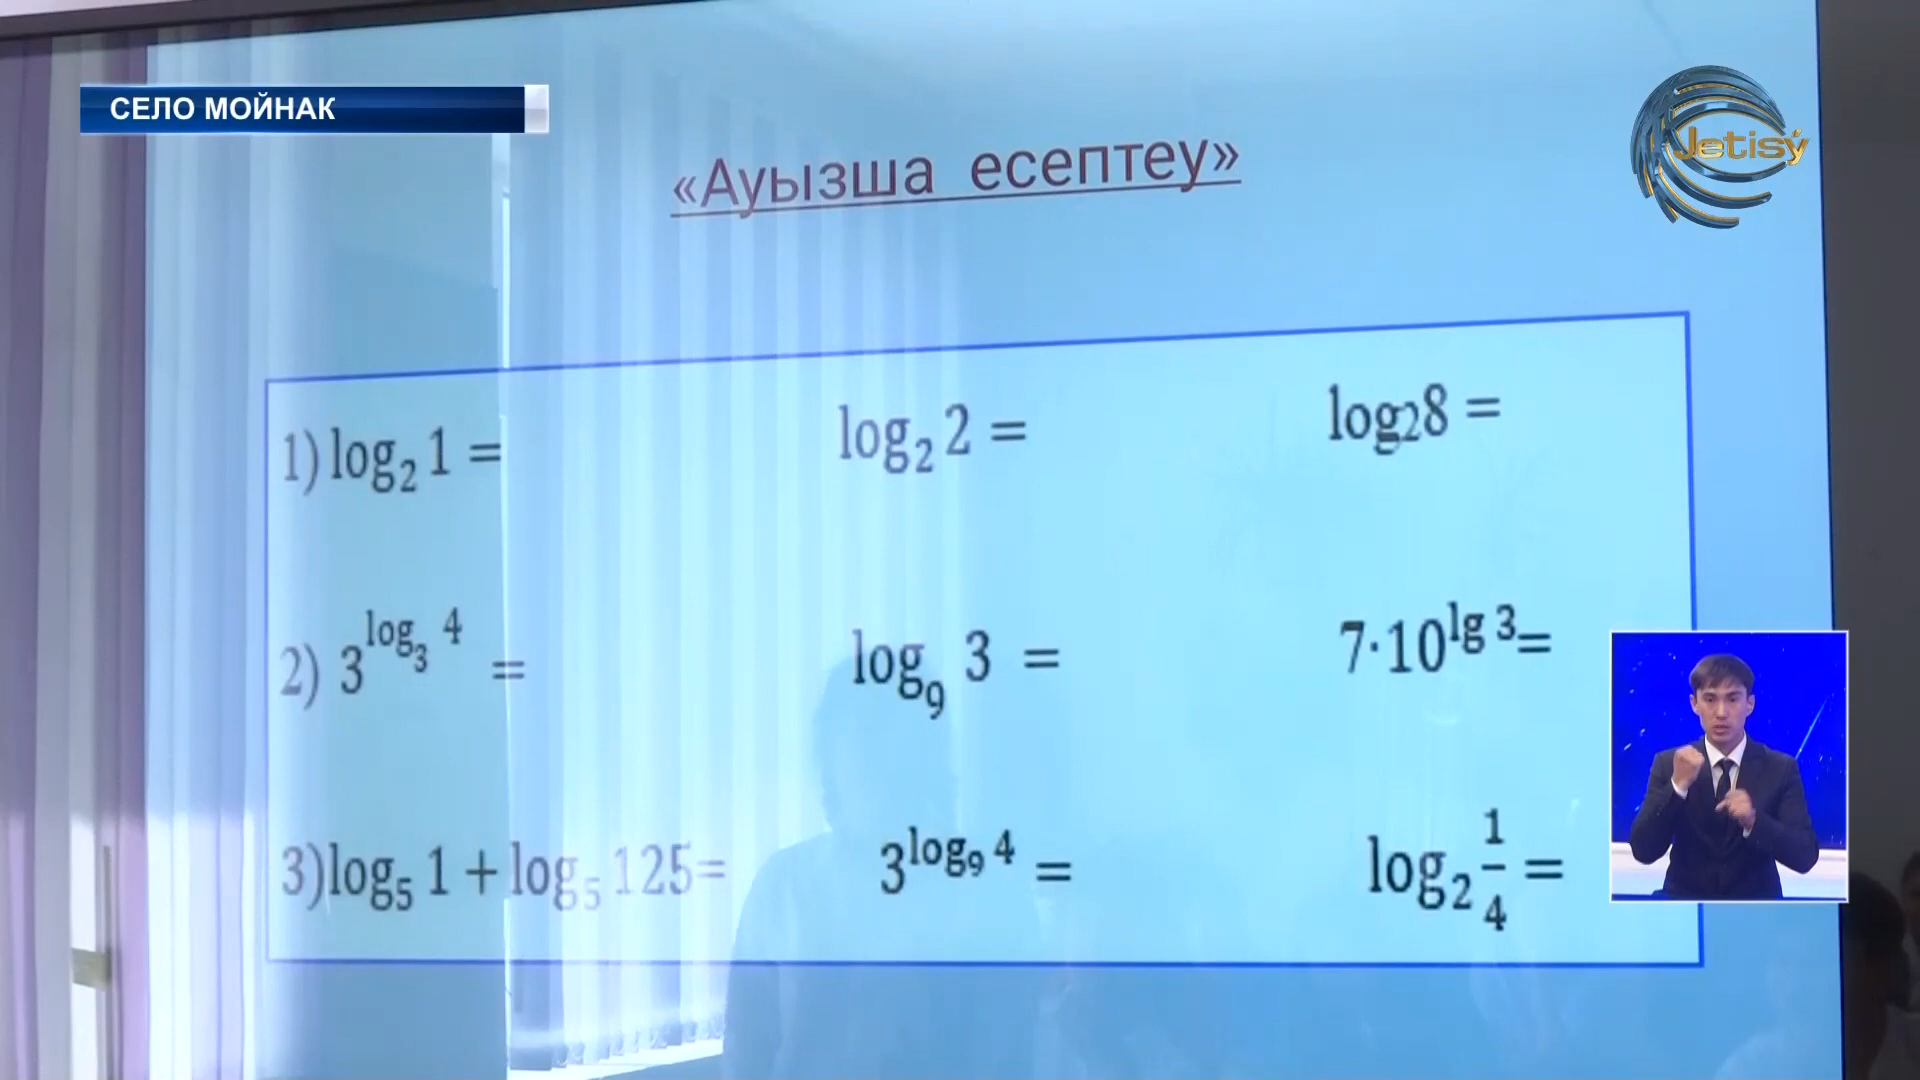 СЕЛО МОЙНАК
Jetisý
«Ауызша есептеу»
1) log₂ 1 = log₂ 2 = log₂8 =
2) 3^log₃ 4 = log₉ 3 = 7·10^lg 3=
3)log₅ 1 + log₅ 125= 3^log₉ 4 = log₂ 1/4 =